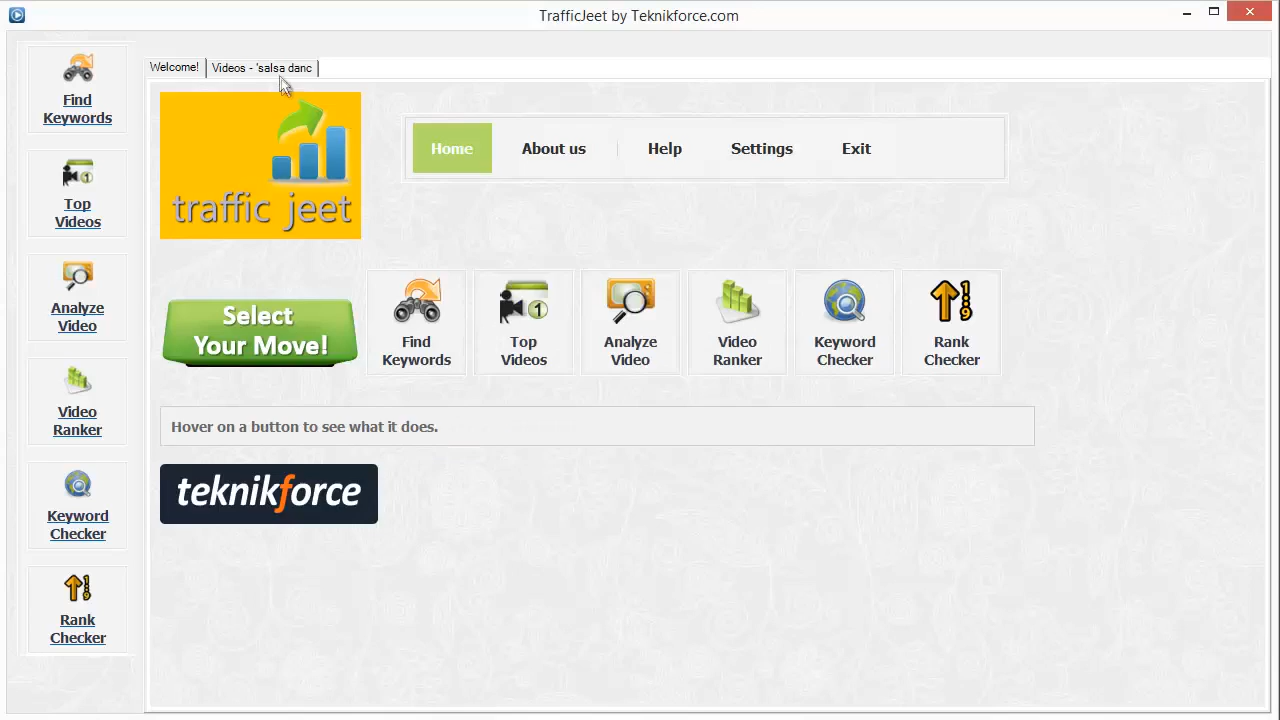 TrafficJeet by Teknikforce.com
Find
Keywords
Top
Videos
Analyze
Video
Video
Ranker
Keyword
Checker
Rank
Checker
Welcome!
Videos - 'salsa danc
traffic jeet
Home
About us
Help
Settings
Exit
Select
Your Move!
Find
Keywords
Top
Videos
Analyze
Video
Video
Ranker
Keyword
Checker
Rank
Checker
Hover on a button to see what it does.
teknikforce